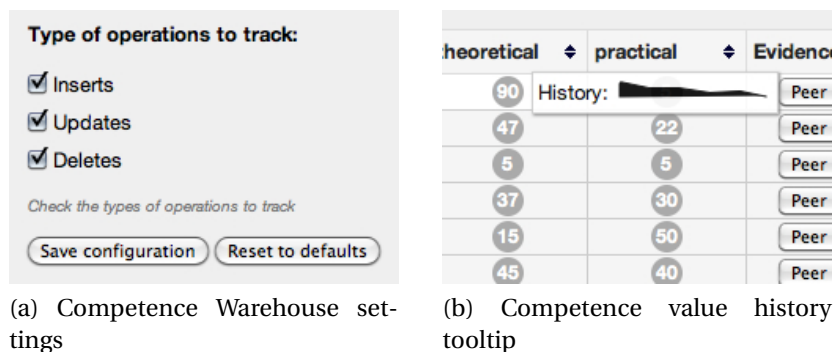 Type of operations to track:
Inserts
Updates
Deletes
Check the types of operations to track
Save configuration Reset to defaults
(a) Competence Warehouse set-
tings
heoretical practical Evidence
90 History: Peer
47 22 Peer
5 5 Peer
37 30 Peer
15 50 Peer
45 40 Peer
(b) Competence value history
tooltip